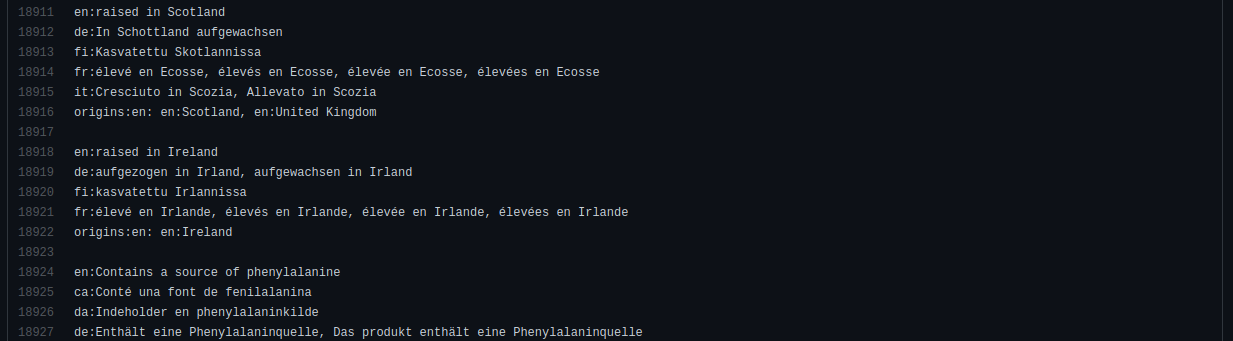 18911 en:raised in Scotland
18912 de:In Schottland aufgewachsen
18913 fi:Kasvatettu Skotlannissa
18914 fr:élevé en Ecosse, élevés en Ecosse, élevée en Ecosse, élevées en Ecosse
18915 it:Cresciuto in Scozia, Allevato in Scozia
18916 origins:en: en:Scotland, en:United Kingdom
18917
18918 en:raised in Ireland
18919 de:aufgezogen in Irland, aufgewachsen in Irland
18920 fi:kasvatettu Irlannissa
18921 fr:élevé en Irlande, élevés en Irlande, élevée en Irlande, élevées en Irlande
18922 origins:en: en:Ireland
18923
18924 en:Contains a source of phenylalanine
18925 ca:Conté una font de fenilalanina
18926 da:Indeholder en phenylalaninkilde
18927 de:Enthält eine Phenylalaninquelle, Das produkt enthält eine Phenylalaninquelle